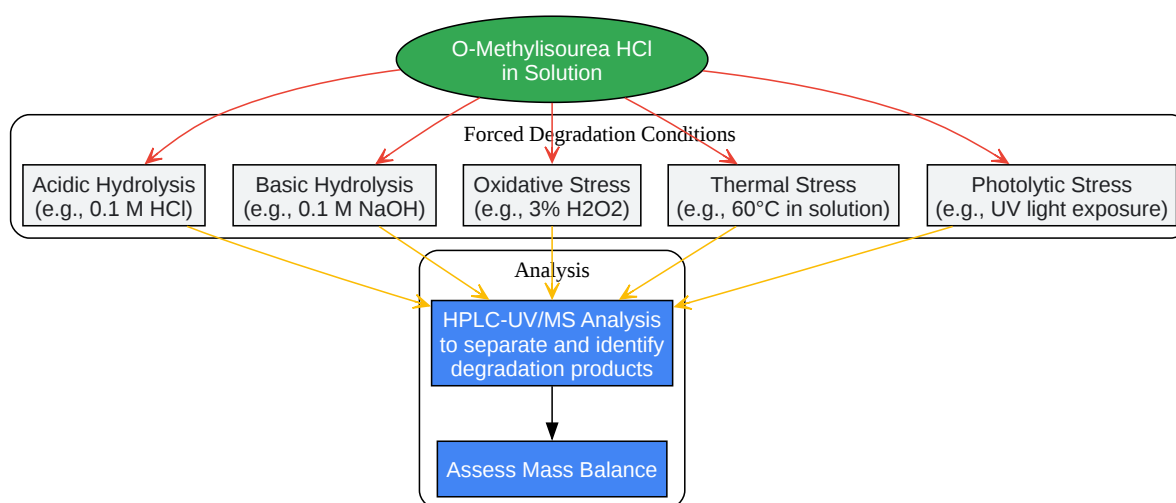 O-Methylisourea HCl
in Solution
Forced Degradation Conditions
Acidic Hydrolysis
(e.g., 0.1 M HCl)
Basic Hydrolysis
(e.g., 0.1 M NaOH)
Oxidative Stress
(e.g., 3% H2O2)
Thermal Stress
(e.g., 60°C in solution)
Photolytic Stress
(e.g., UV light exposure)
Analysis
HPLC-UV/MS Analysis
to separate and identify
degradation products
Assess Mass Balance